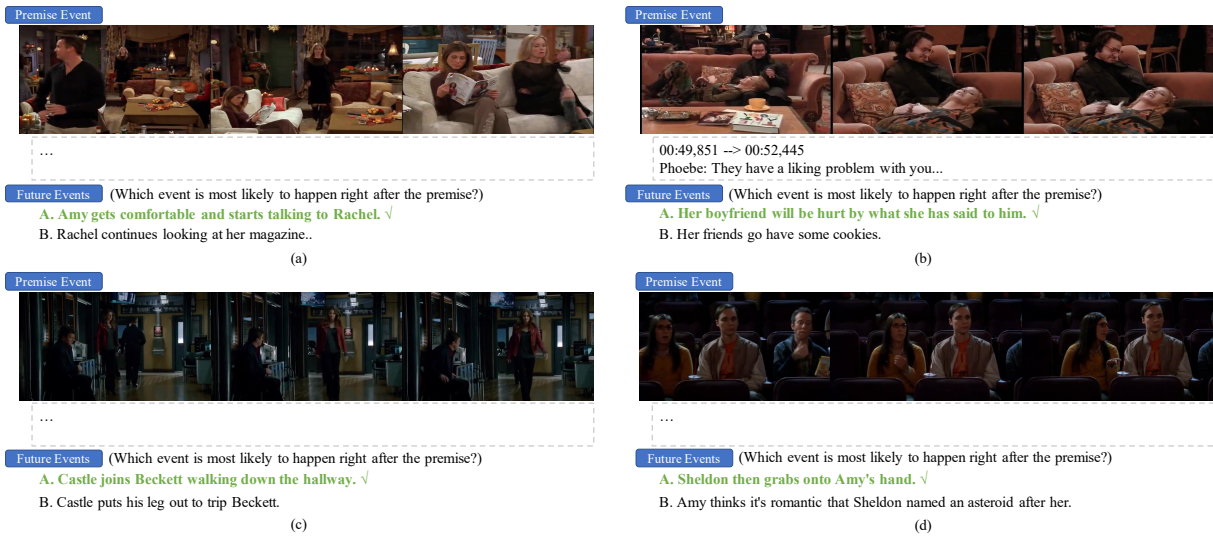 Premise Event
...
Future Events (Which event is most likely to happen right after the premise?)
A. Amy gets comfortable and starts talking to Rachel. √
B. Rachel continues looking at her magazine..
(a)
Premise Event
00:49,851 --> 00:52,445
Phoebe: They have a liking problem with you...
Future Events (Which event is most likely to happen right after the premise?)
A. Her boyfriend will be hurt by what she has said to him. √
B. Her friends go have some cookies.
(b)
Premise Event
...
Future Events (Which event is most likely to happen right after the premise?)
A. Castle joins Beckett walking down the hallway. √
B. Castle puts his leg out to trip Beckett.
(c)
Premise Event
...
Future Events (Which event is most likely to happen right after the premise?)
A. Sheldon then grabs onto Amy's hand. √
B. Amy thinks it's romantic that Sheldon named an asteroid after her.
(d)